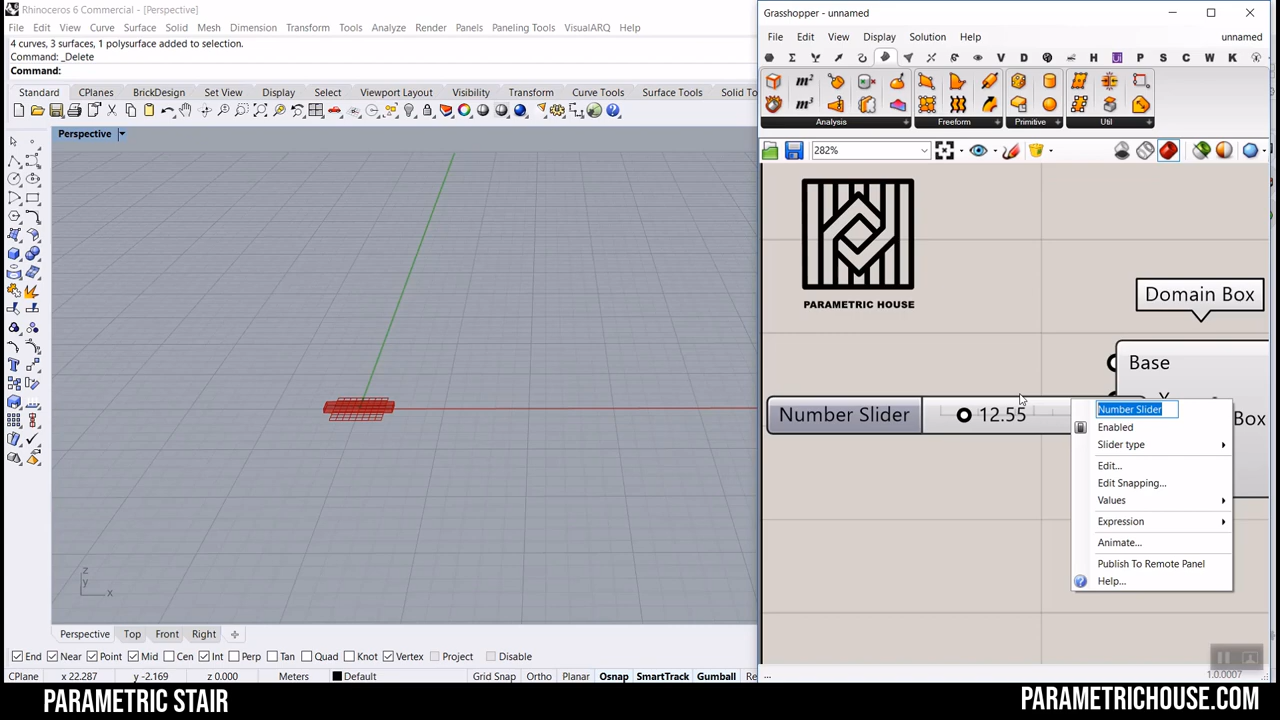 Rhinoceros 6 Commercial - [Perspective]
File Edit View Curve Surface Solid Mesh Dimension Transform Tools Analyze Render Panels Paneling Tools VisualARQ Help
4 curves, 3 surfaces, 1 polysurface added to selection.
Command: _Delete
Command:
Standard CPlanes BrickDesign Set View Display Select Viewport Layout Visibility Transform Curve Tools Surface Tools Solid To
Perspective
z
y
x
Perspective Top Front Right
End Near Point Mid Cen Int Perp Tan Quad Knot Vertex Project Disable
CPlane x 22.287 y -2.169 Meters Default Grid Snap Ortho Planar Osnap SmartTrack Gumball Re
Grasshopper - unnamed
File Edit View Display Solution Help unnamed
V D H P S C W K
m² m³
Analysis Freeform Primitive Util
282%
PARAMETRIC HOUSE
Domain Box
Base
Number Slider 12.55
Box
Number Slider
Enabled
Slider type
Edit...
Edit Snapping...
Values
Expression
Animate...
Publish To Remote Panel
Help...
...
1.0.0007
PARAMETRIC STAIR
PARAMETRICHOUSE.COM